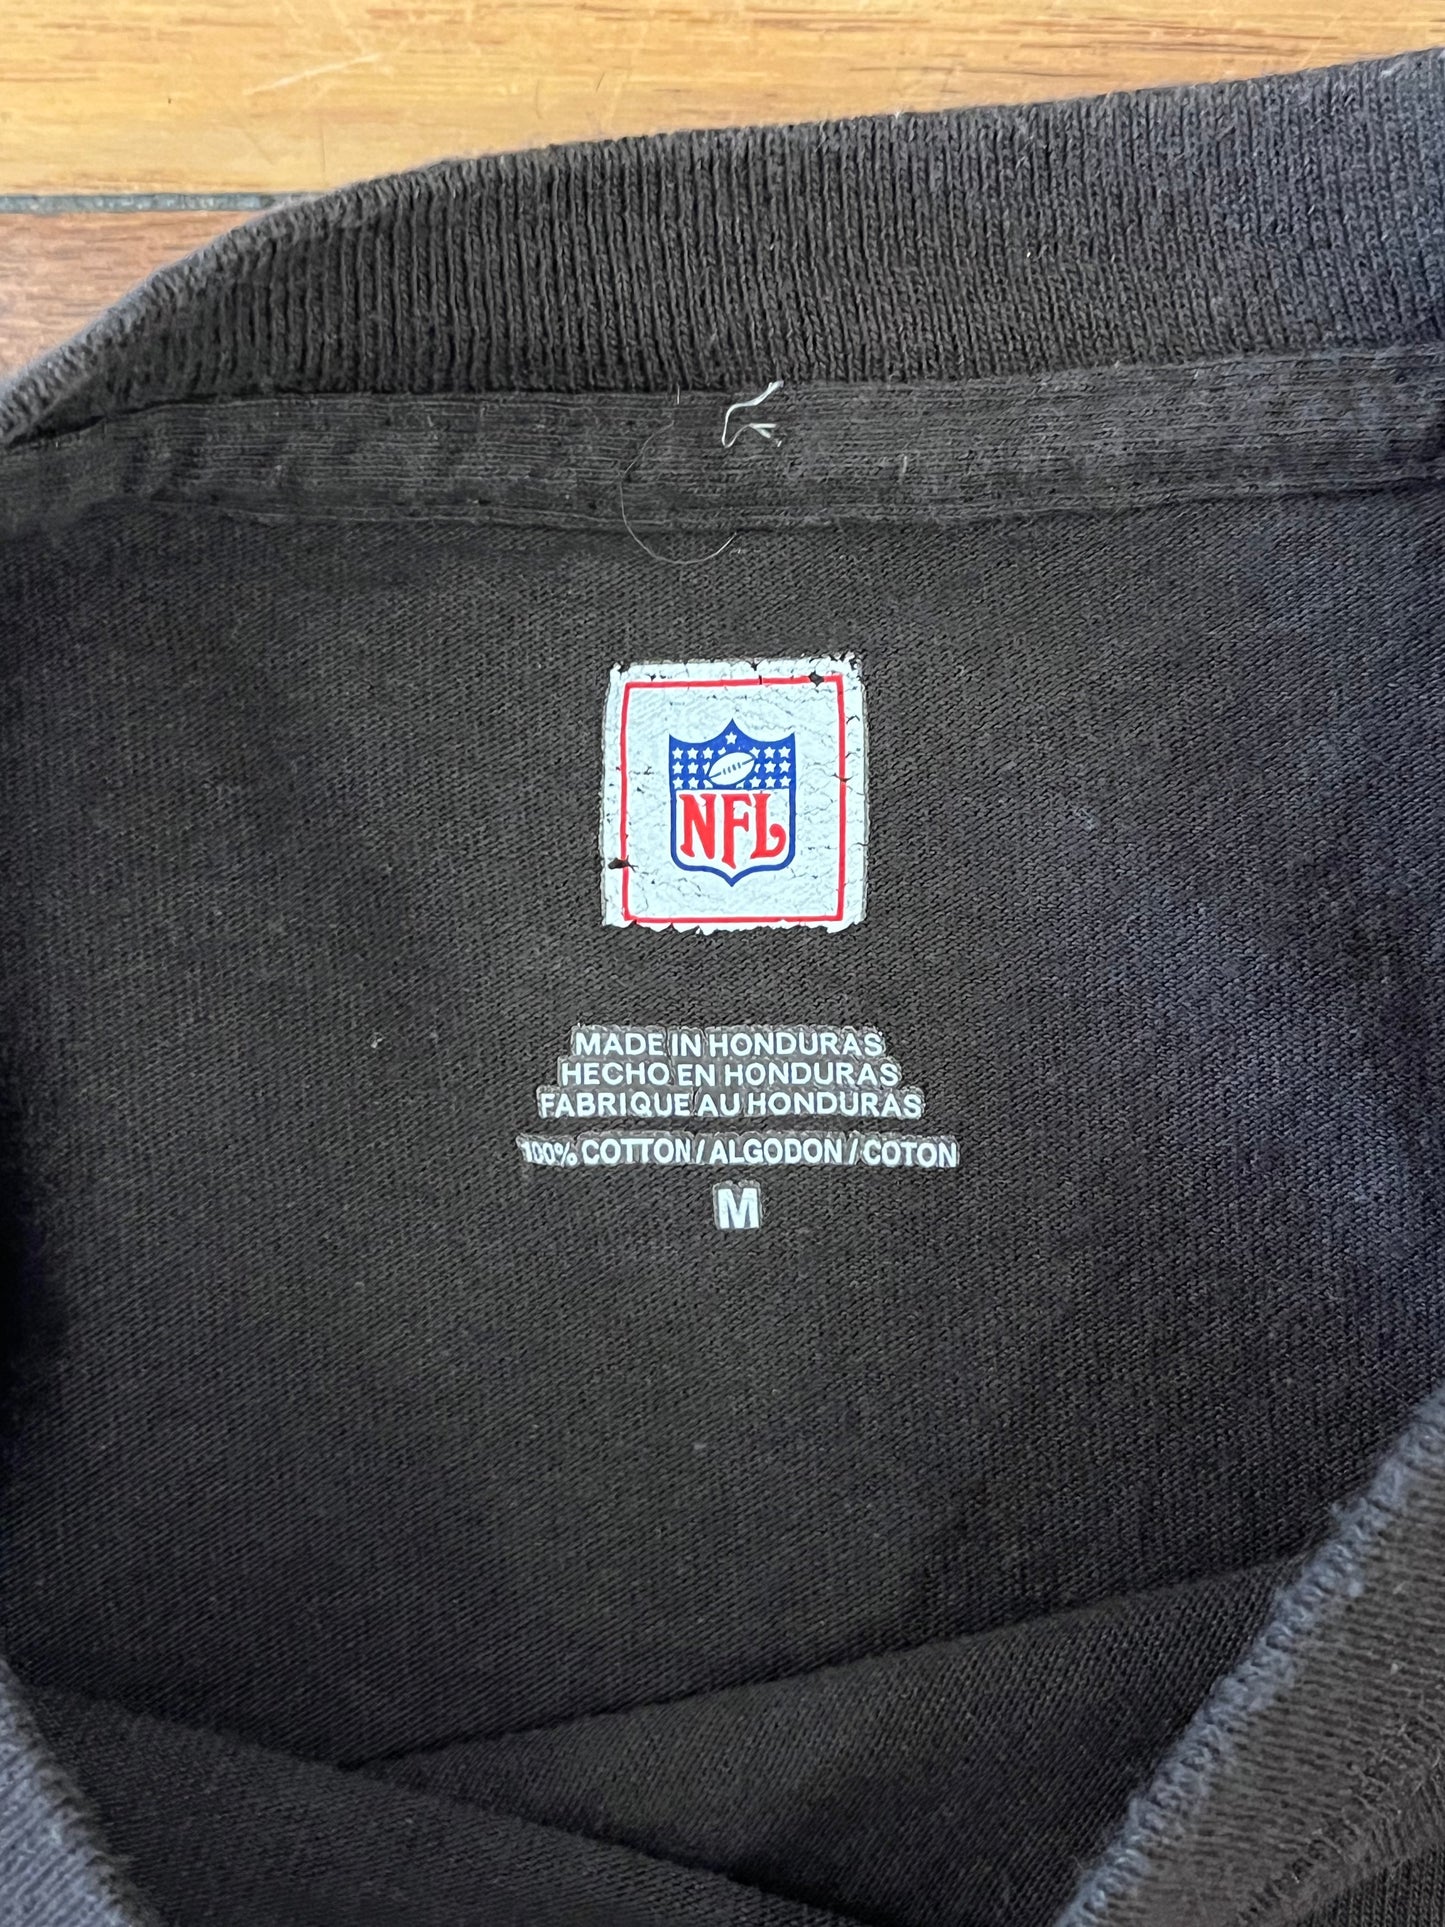 NFL
MADE IN HONDURAS
HECHO EN HONDURAS
FABRIQUE AU HONDURAS
100% COTTON / ALGODON / COTON
M